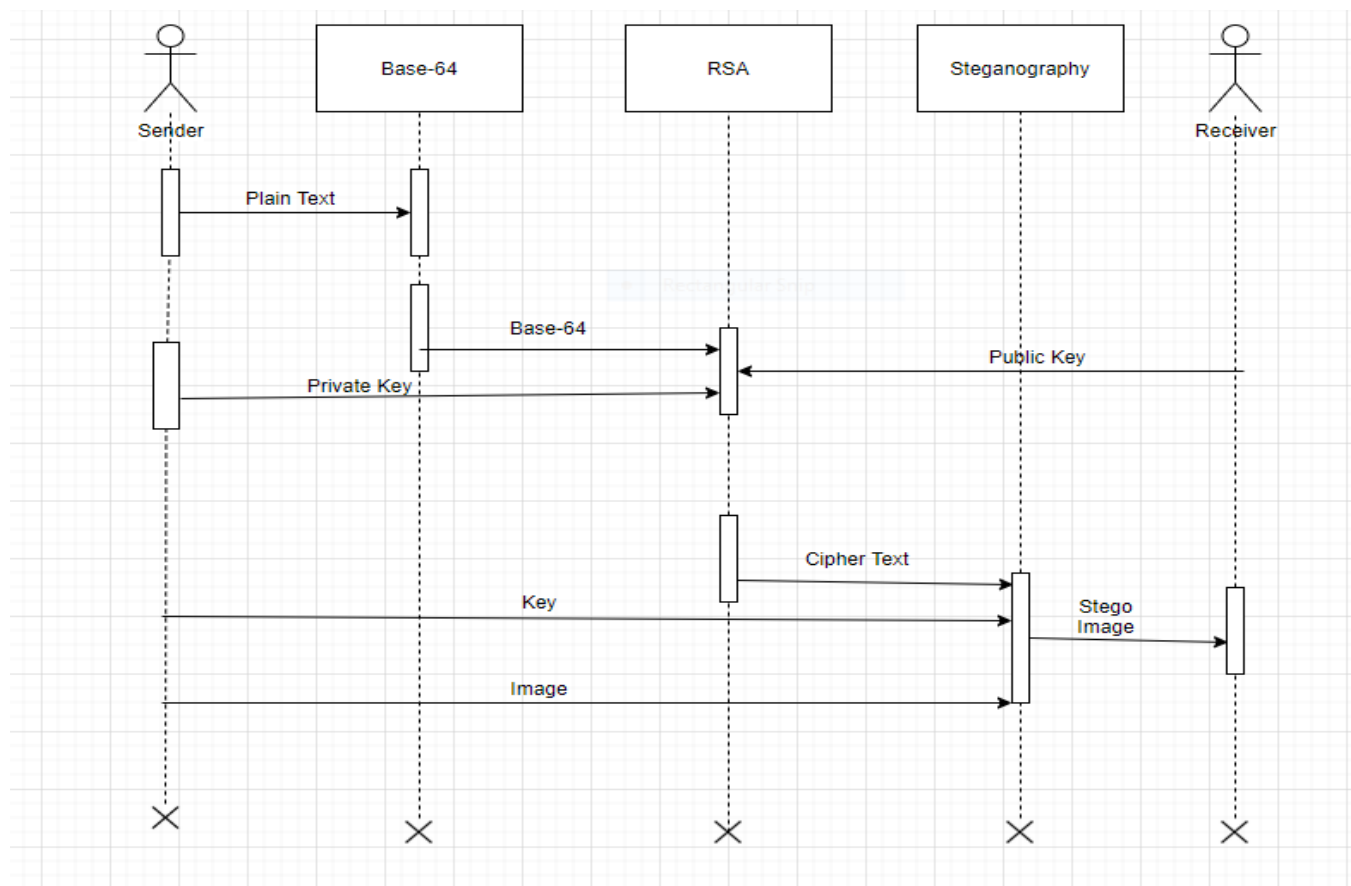 Base-64
RSA
Steganography
Sender
Receiver
Plain Text
Base-64
Public Key
Private Key
Cipher Text
Key
Stego
Image
Image